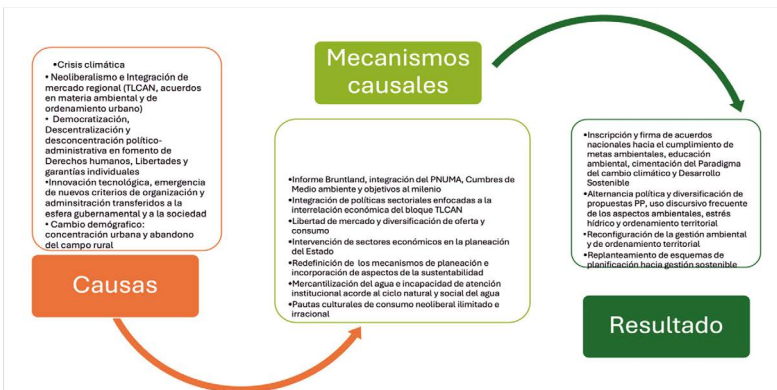 •Crisis climática
• Neoliberalismo e Integración de
mercado regional (TLCAN, acuerdos
en materia ambiental y de
ordenamiento urbano)
• Democratización,
Descentralización y
desconcentración político-
administrativa en fomento de
Derechos humanos, Libertades y
garantías individuales
•Innovación tecnológica, emergencia
de nuevos criterios de organización y
adminsitración transferidos a la
esfera gubernamental y a la sociedad
• Cambio démografico:
concentración urbana y abandono
del campo rural
Causas
Mecanismos
causales
•Informe Bruntland, integración del PNUMA, Cumbres de
Medio ambiente y objetivos al milenio
•Integración de políticas sectoriales enfocadas a la
interrelación económica del bloque TLCAN
•Libertad de mercado y diversificación de oferta y
consumo
•Intervención de sectores económicos en la planeación
del Estado
•Redefinición de los mecanismos de planeación e
incorporación de aspectos de la sustentabilidad
•Mercantilización del agua e incapacidad de atención
institucional acorde al ciclo natural y social del agua
•Pautas culturales de consumo neoliberal ilimitado e
irracional
•Inscripción y firma de acuerdos
nacionales hacia el cumplimiento de
metas ambientales, educación
ambiental, cimentación del Paradigma
del cambio climático y Desarrollo
Sostenible
•Alternancia política y diversificación de
propuestas PP, uso discursivo frecuente
de los aspectos ambientales, estrés
hídrico y ordenamiento territorial
•Reconfiguración de la gestión ambiental
y de ordenamiento territorial
•Replanteamiento de esquemas de
planificación hacia gestión sostenible
Resultado